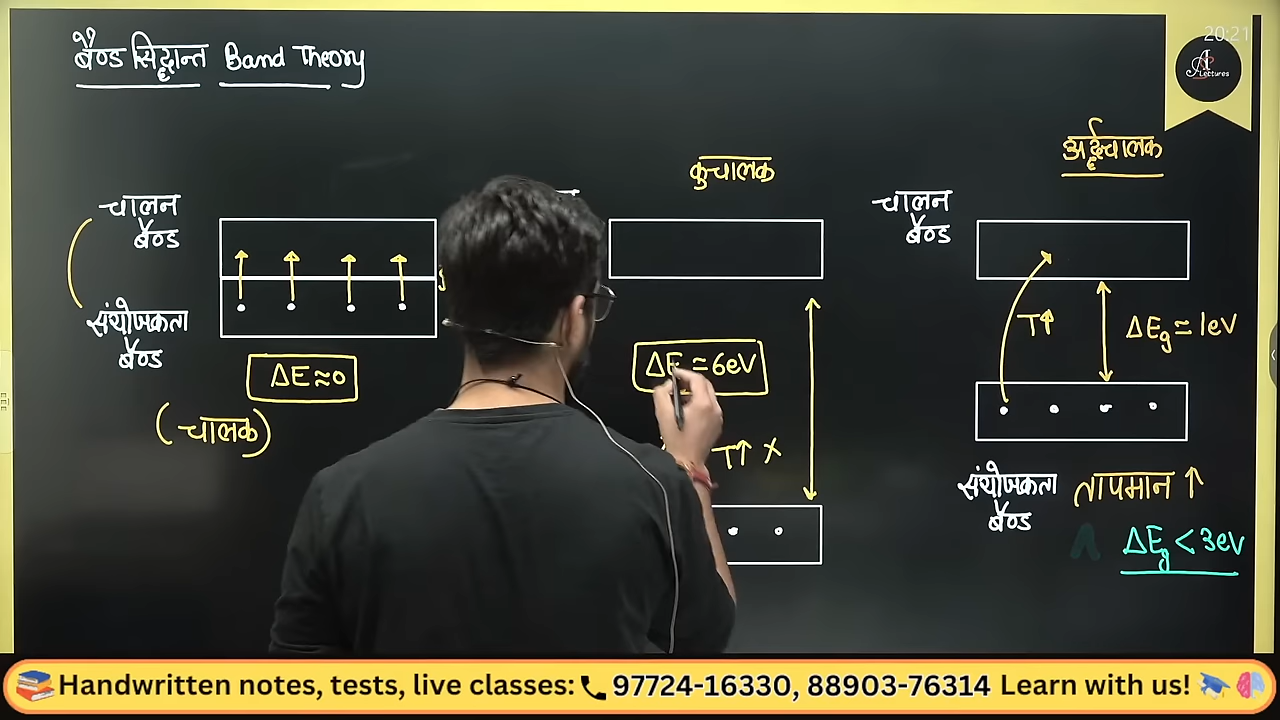 बैण्ड सिद्धान्त Band Theory
20:21
A Lectures
अर्द्धचालक
कुचालक
चालन
बैण्ड
चालन
बैण्ड
संयोजकता
बैण्ड
ΔE ≈ 0
(चालक)
ΔE ≈ 6eV
T↑ X
T↑
ΔEg ≈ 1eV
संयोजकता
बैण्ड
तापमान ↑
ΔEg < 3eV
Handwritten notes, tests, live classes: 97724-16330, 88903-76314 Learn with us!